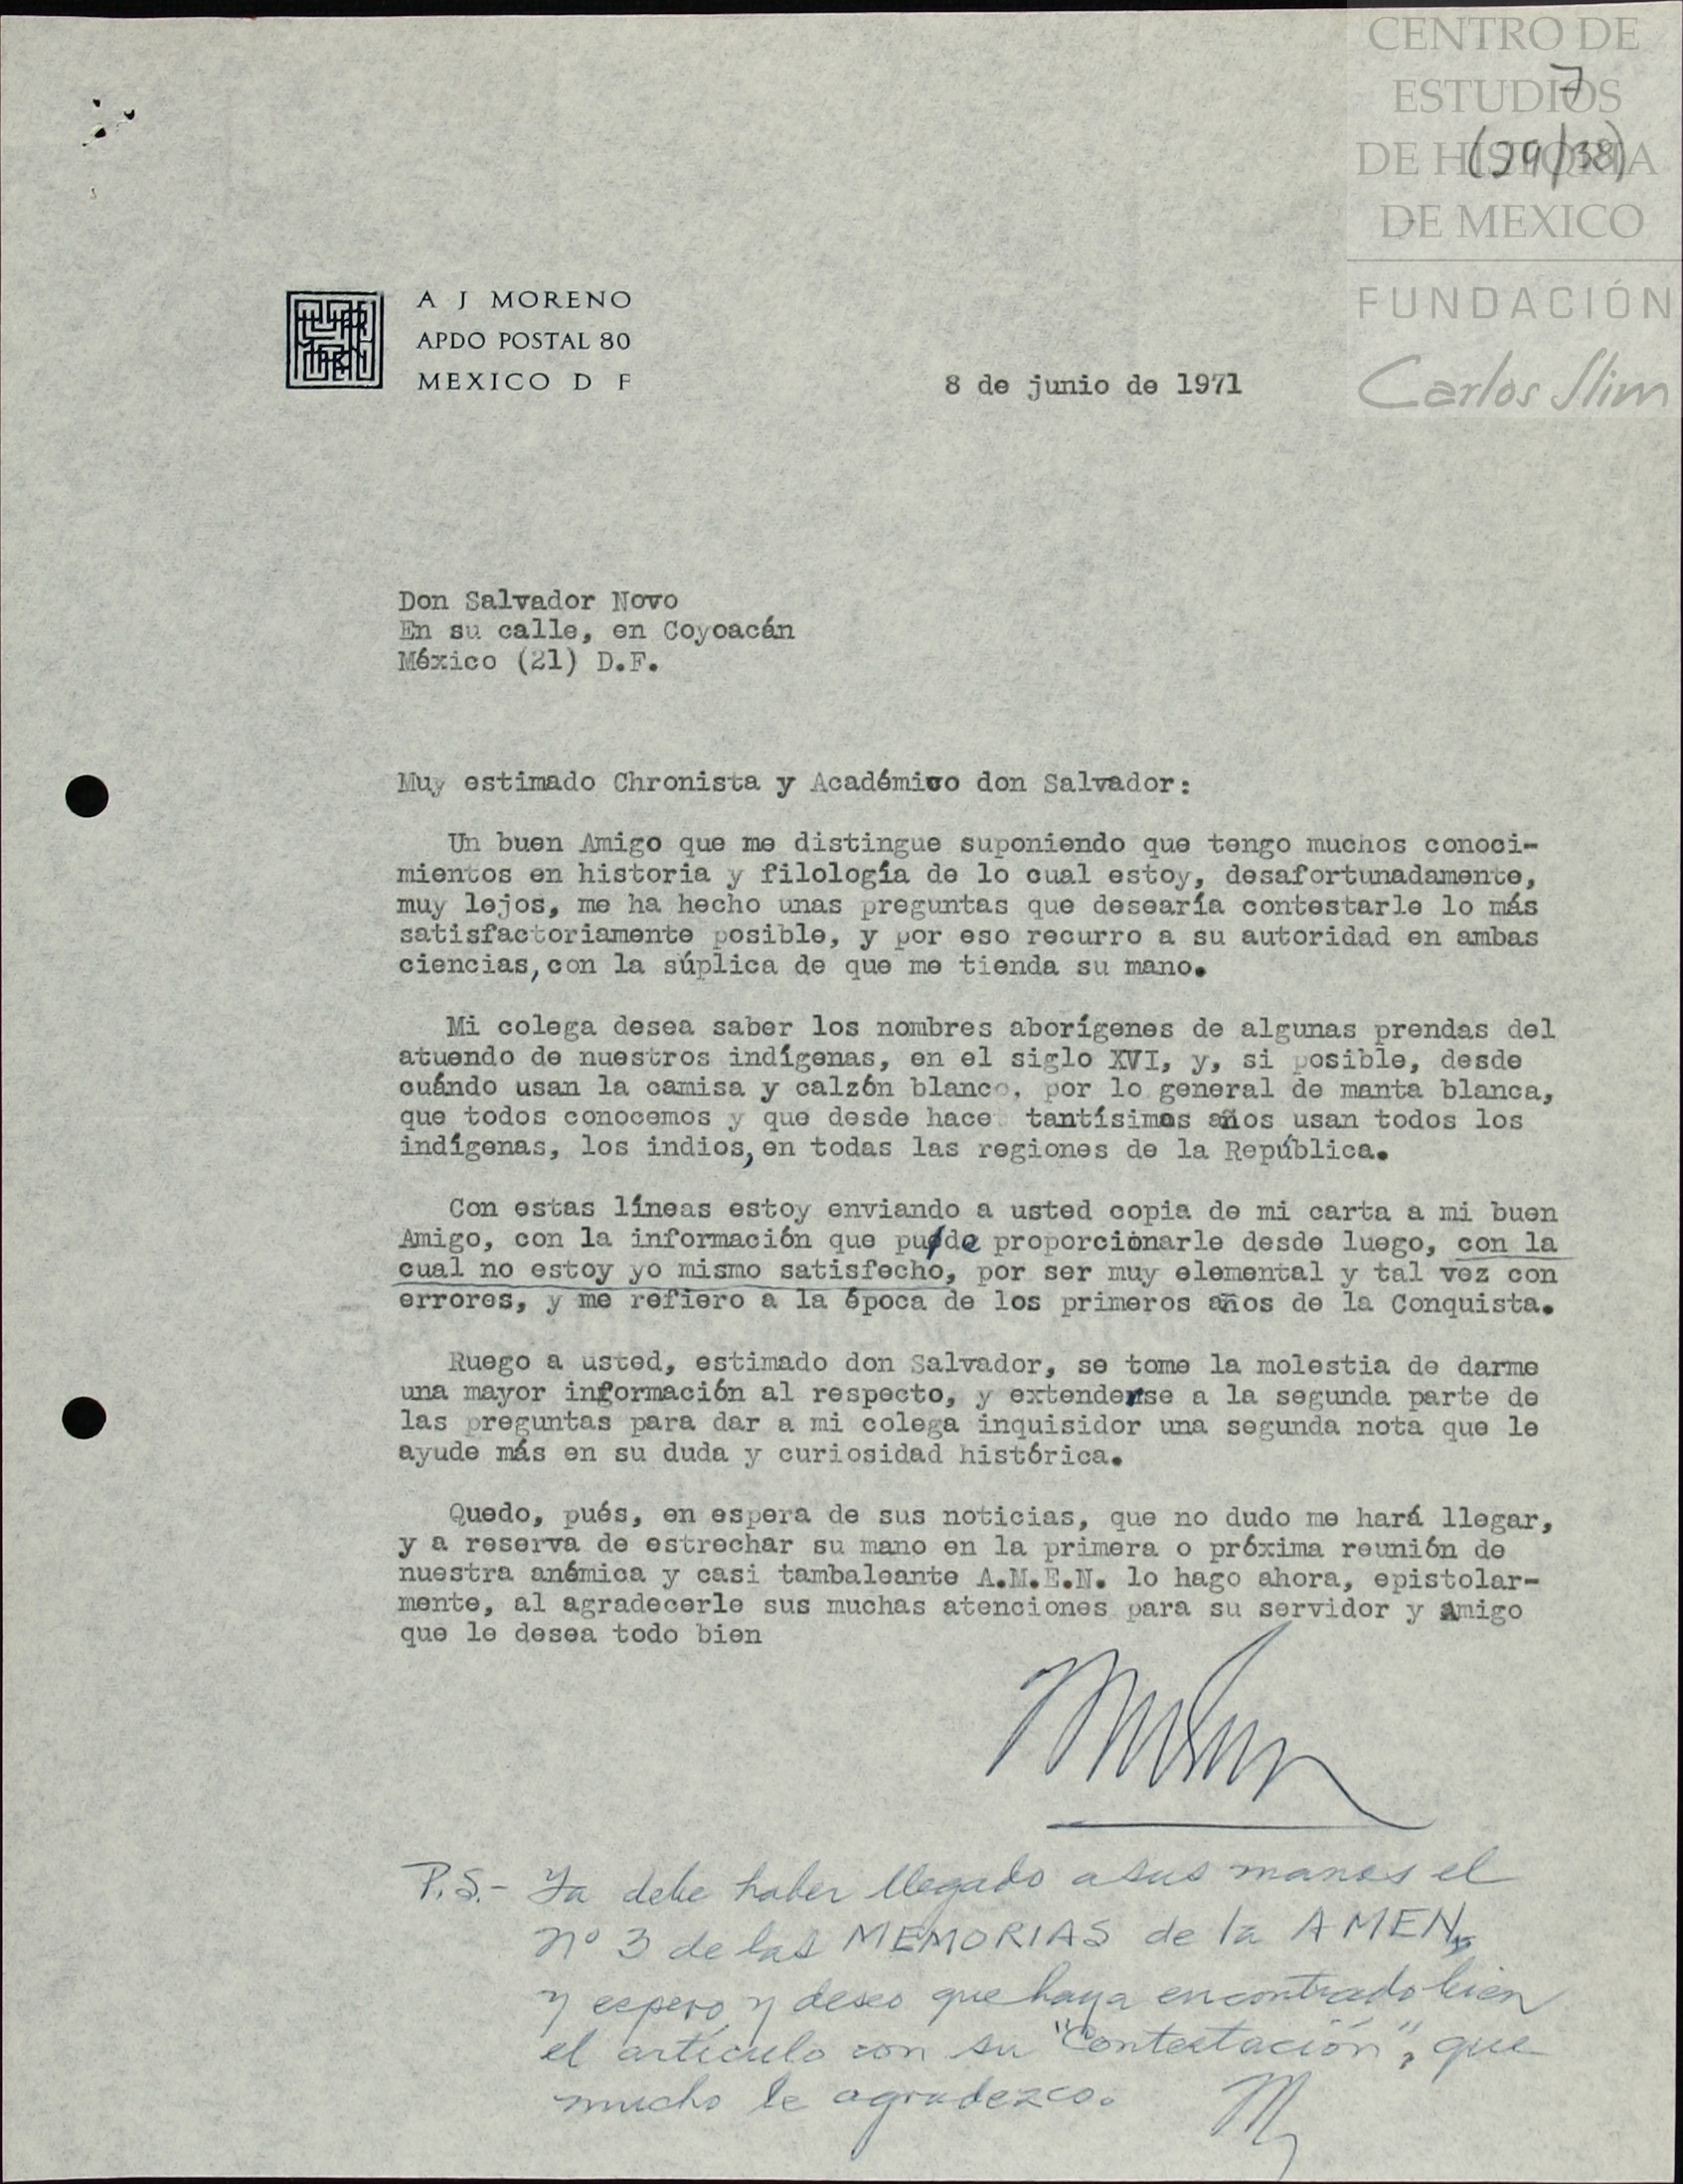 CENTRO DE
ESTUDIOS
DE HISTORIA
DE MEXICO
FUNDACIÓN
Carlos Slim
7
(29/38)
A J MORENO
APDO POSTAL 80
MEXICO D F
8 de junio de 1971
Don Salvador Novo
En su calle, en Coyoacán
México (21) D.F.
Muy estimado Chronista y Académico don Salvador:
Un buen Amigo que me distingue suponiendo que tengo muchos conoci-
mientos en historia y filología de lo cual estoy, desafortunadamente,
muy lejos, me ha hecho unas preguntas que desearía contestarle lo más
satisfactoriamente posible, y por eso recurro a su autoridad en ambas
ciencias, con la súplica de que me tienda su mano.
Mi colega desea saber los nombres aborígenes de algunas prendas del
atuendo de nuestros indígenas, en el siglo XVI, y, si posible, desde
cuándo usan la camisa y calzón blanco, por lo general de manta blanca,
que todos conocemos y que desde hace tantísimos años usan todos los
indígenas, los indios, en todas las regiones de la República.
Con estas líneas estoy enviando a usted copia de mi carta a mi buen
Amigo, con la información que pude proporcionarle desde luego, con la
cual no estoy yo mismo satisfecho, por ser muy elemental y tal vez con
errores, y me refiero a la época de los primeros años de la Conquista.
Ruego a usted, estimado don Salvador, se tome la molestia de darme
una mayor información al respecto, y extenderse a la segunda parte de
las preguntas para dar a mi colega inquisidor una segunda nota que le
ayude más en su duda y curiosidad histórica.
Quedo, pués, en espera de sus noticias, que no dudo me hará llegar,
y a reserva de estrechar su mano en la primera o próxima reunión de
nuestra anémica y casi tambaleante A.M.E.N. lo hago ahora, epistolar-
mente, al agradecerle sus muchas atenciones para su servidor y Amigo
que le desea todo bien
P.S.- Ya debe haber llegado a sus manos el
nº 3 de las MEMORIAS de la AMEN,
y espero y deseo que haya encontrado bien
el artículo con su "Contestación", que
mucho le agradezco. M